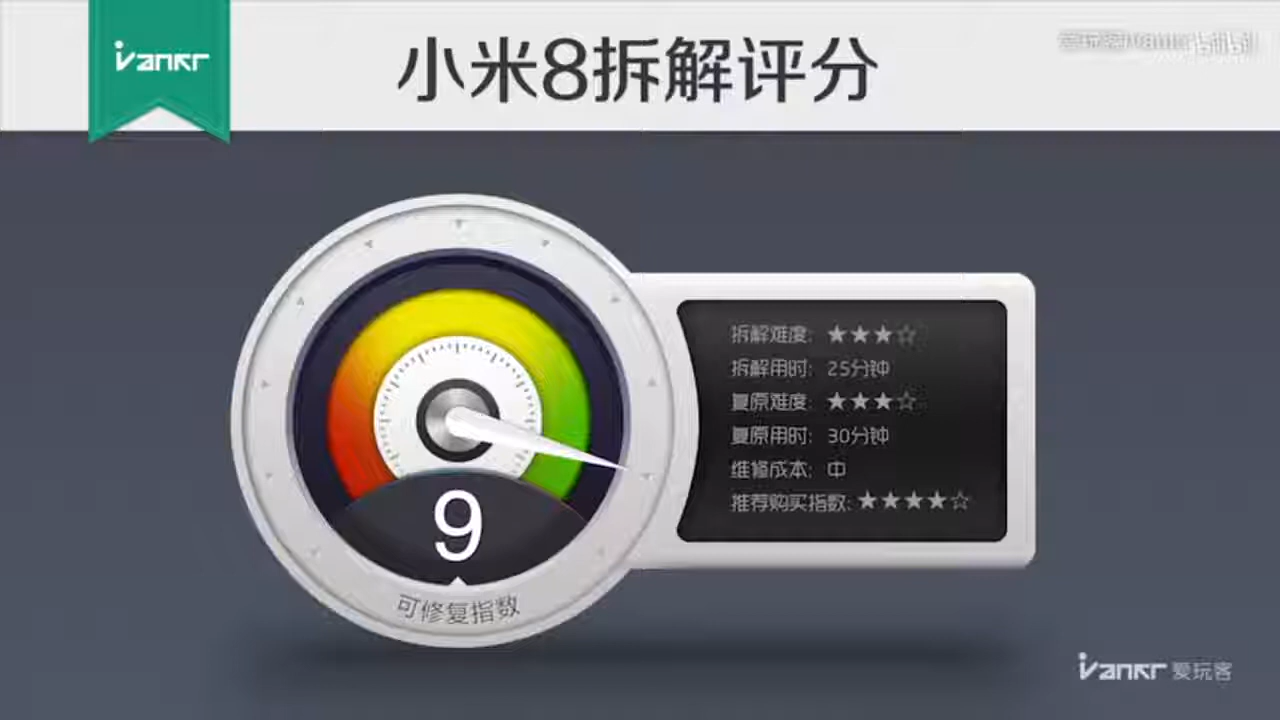 ivankr
小米8拆解评分
拆解难度: ★★★☆
拆解用时: 25分钟
复原难度: ★★★☆
复原用时: 30分钟
维修成本: 中
推荐购买指数: ★★★★☆
9
可修复指数
ivankr 爱玩客